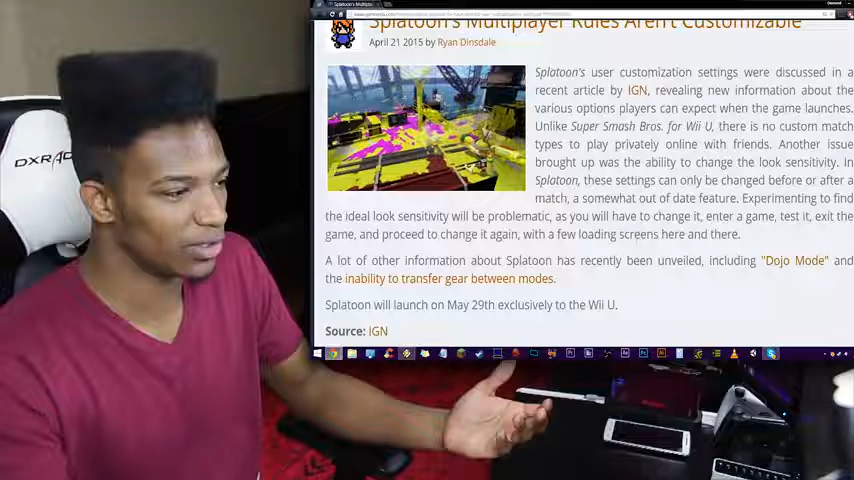 Splatoon's Multiplayer Rules Aren't Customizable
April 21 2015 by Ryan Dinsdale
Splatoon's user customization settings were discussed in a
recent article by IGN, revealing new information about the
various options players can expect when the game launches.
Unlike Super Smash Bros. for Wii U, there is no custom match
types to play privately online with friends. Another issue
brought up was the ability to change the look sensitivity. In
Splatoon, these settings can only be changed before or after a
match, a somewhat out of date feature. Experimenting to find
the ideal look sensitivity will be problematic, as you will have to change it, enter a game, test it, exit the
game, and proceed to change it again, with a few loading screens here and there.
A lot of other information about Splatoon has recently been unveiled, including "Dojo Mode" and
the inability to transfer gear between modes.
Splatoon will launch on May 29th exclusively to the Wii U.
Source: IGN